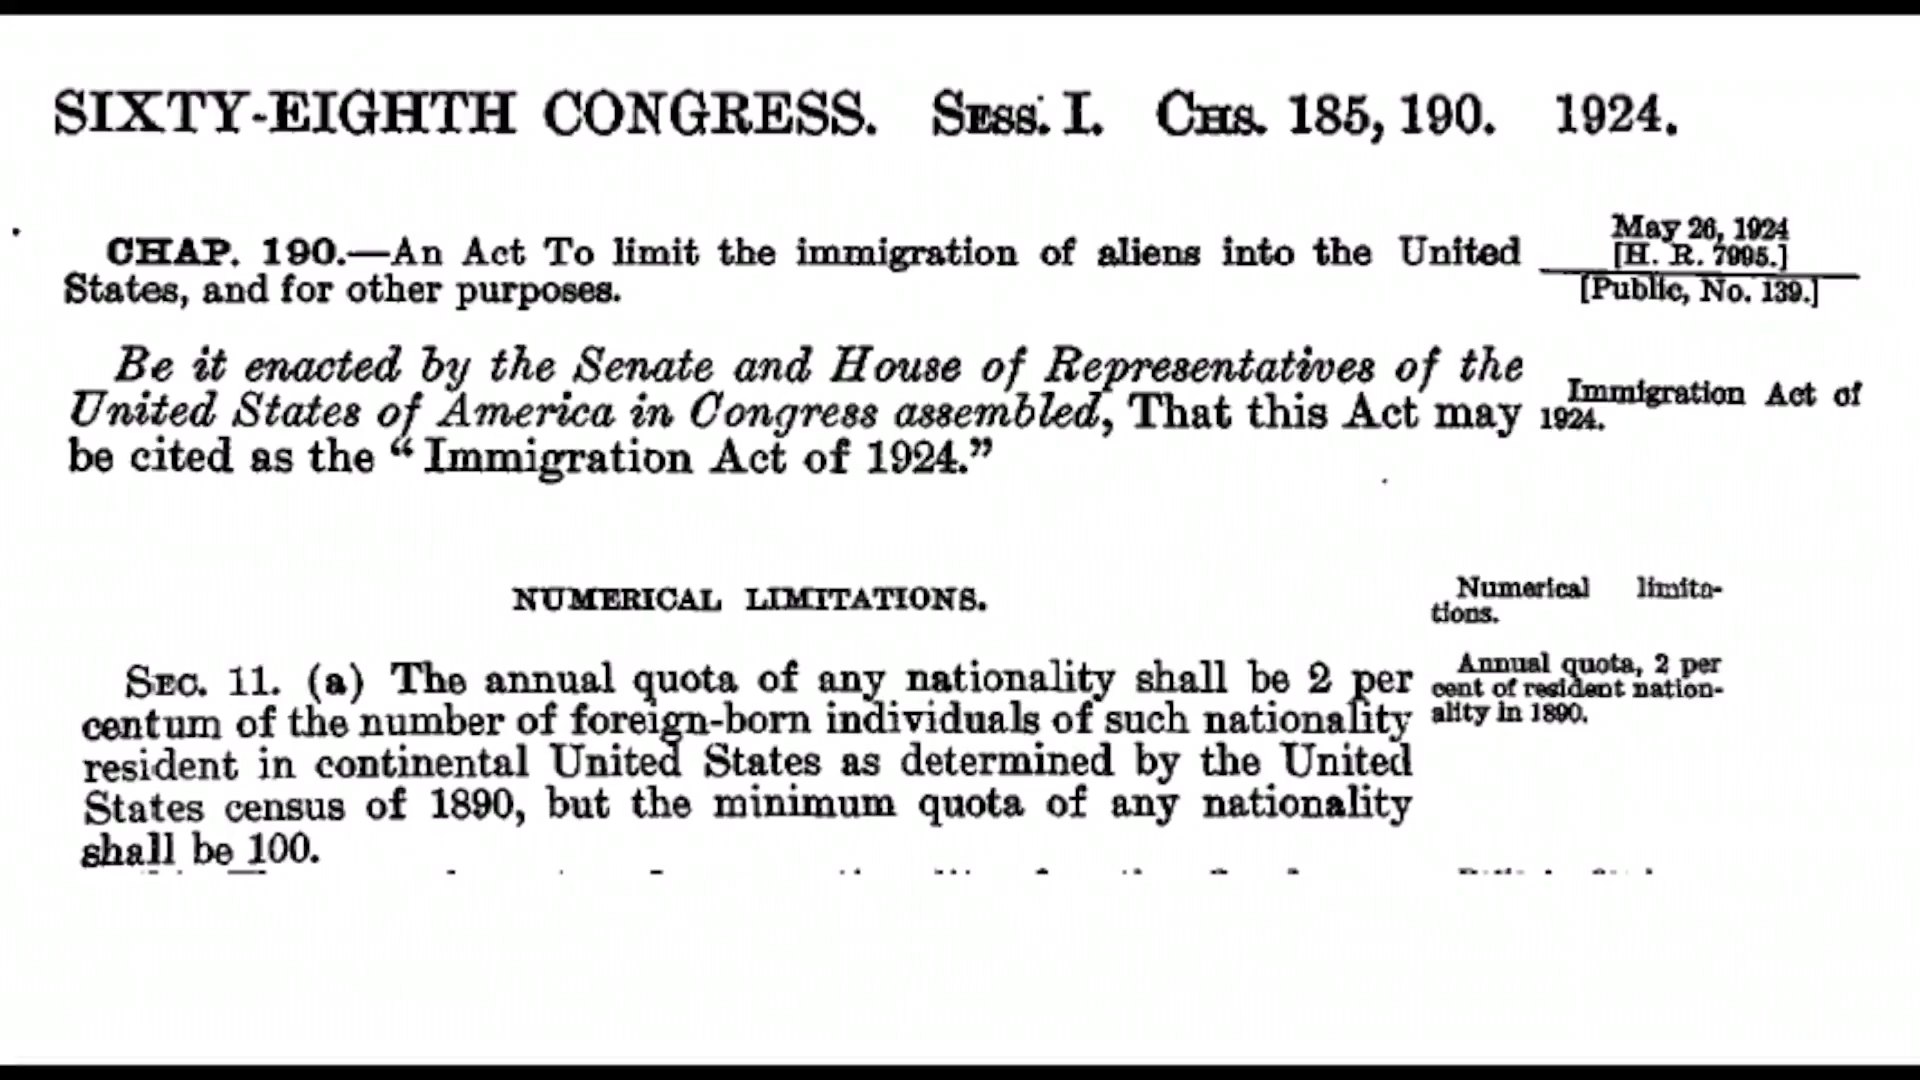 SIXTY-EIGHTH CONGRESS. SESS. I. CHS. 185, 190. 1924.
CHAP. 190.—An Act To limit the immigration of aliens into the United
States, and for other purposes.
May 26, 1924
[H. R. 7995.]
[Public, No. 139.]
Be it enacted by the Senate and House of Representatives of the
United States of America in Congress assembled, That this Act may
be cited as the "Immigration Act of 1924."
Immigration Act of
1924.
NUMERICAL LIMITATIONS.
Numerical limita-
tions.
SEC. 11. (a) The annual quota of any nationality shall be 2 per
centum of the number of foreign-born individuals of such nationality
resident in continental United States as determined by the United
States census of 1890, but the minimum quota of any nationality
shall be 100.
Annual quota, 2 per
cent of resident nation-
ality in 1890.